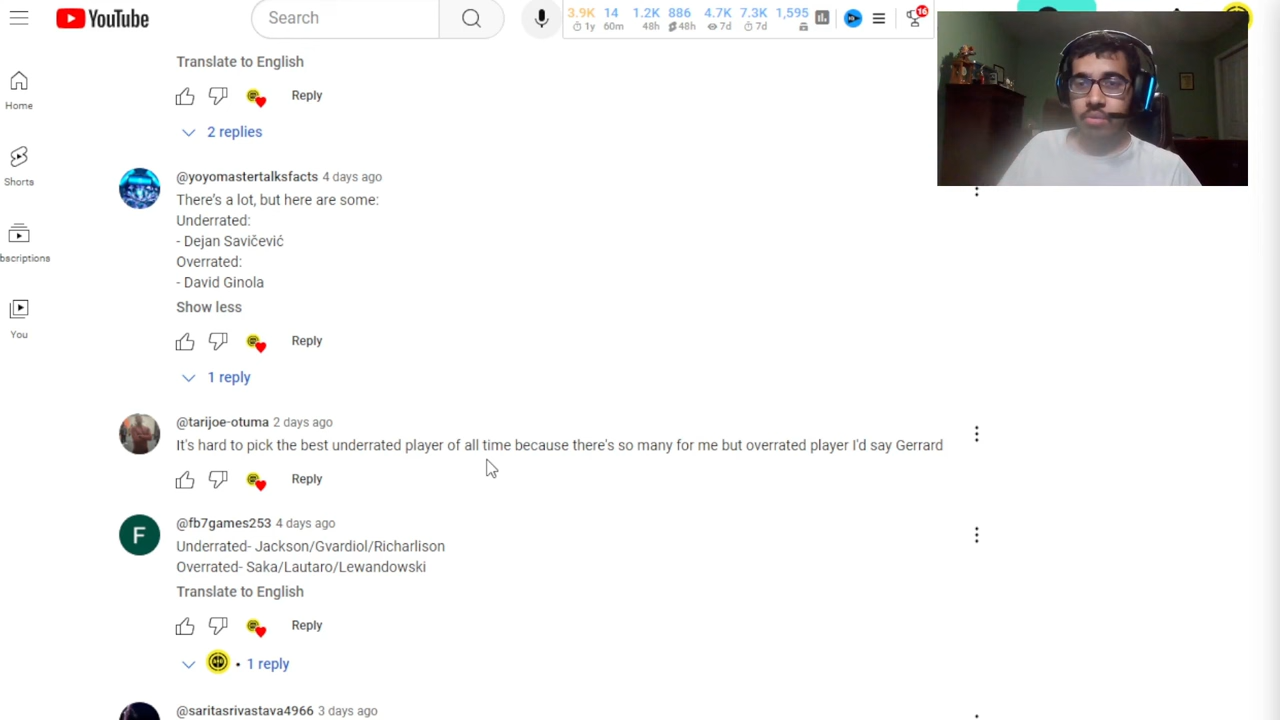 YouTube
Search
3.9K 14 1.2K 886 4.7K 7.3K 1,595
1y 60m 48h 48h 7d 7d
16
Home
Shorts
bscriptions
You
Translate to English
Reply
2 replies
@yoyomastertalksfacts 4 days ago
There's a lot, but here are some:
Underrated:
- Dejan Savičević
Overrated:
- David Ginola
Show less
Reply
1 reply
@tarijoe-otuma 2 days ago
It's hard to pick the best underrated player of all time because there's so many for me but overrated player I'd say Gerrard
Reply
F
@fb7games253 4 days ago
Underrated- Jackson/Gvardiol/Richarlison
Overrated- Saka/Lautaro/Lewandowski
Translate to English
Reply
• 1 reply
@saritasrivastava4966 3 days ago